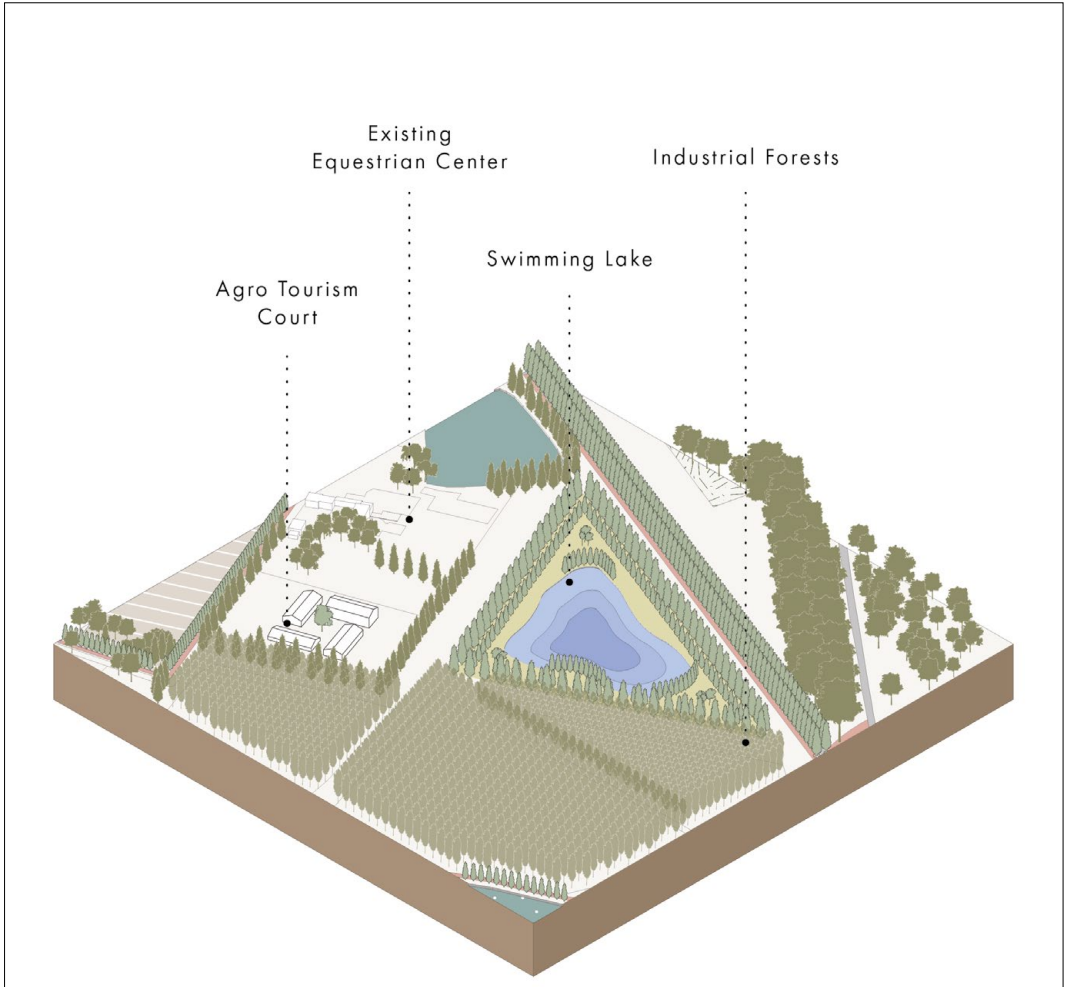 Existing
Equestrian Center
Industrial Forests
Swimming Lake
Agro Tourism
Court